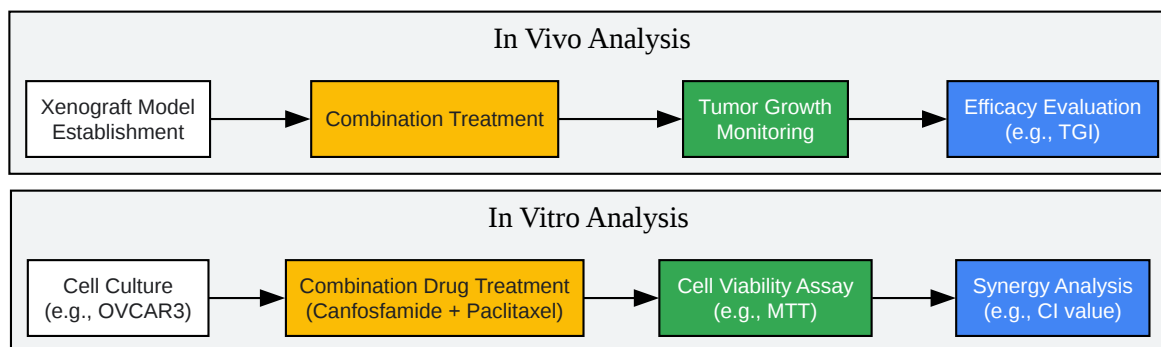 In Vivo Analysis
Xenograft Model
Establishment
Combination Treatment
Tumor Growth
Monitoring
Efficacy Evaluation
(e.g., TGI)
In Vitro Analysis
Cell Culture
(e.g., OVCAR3)
Combination Drug Treatment
(Canfosfamide + Paclitaxel)
Cell Viability Assay
(e.g., MTT)
Synergy Analysis
(e.g., CI value)